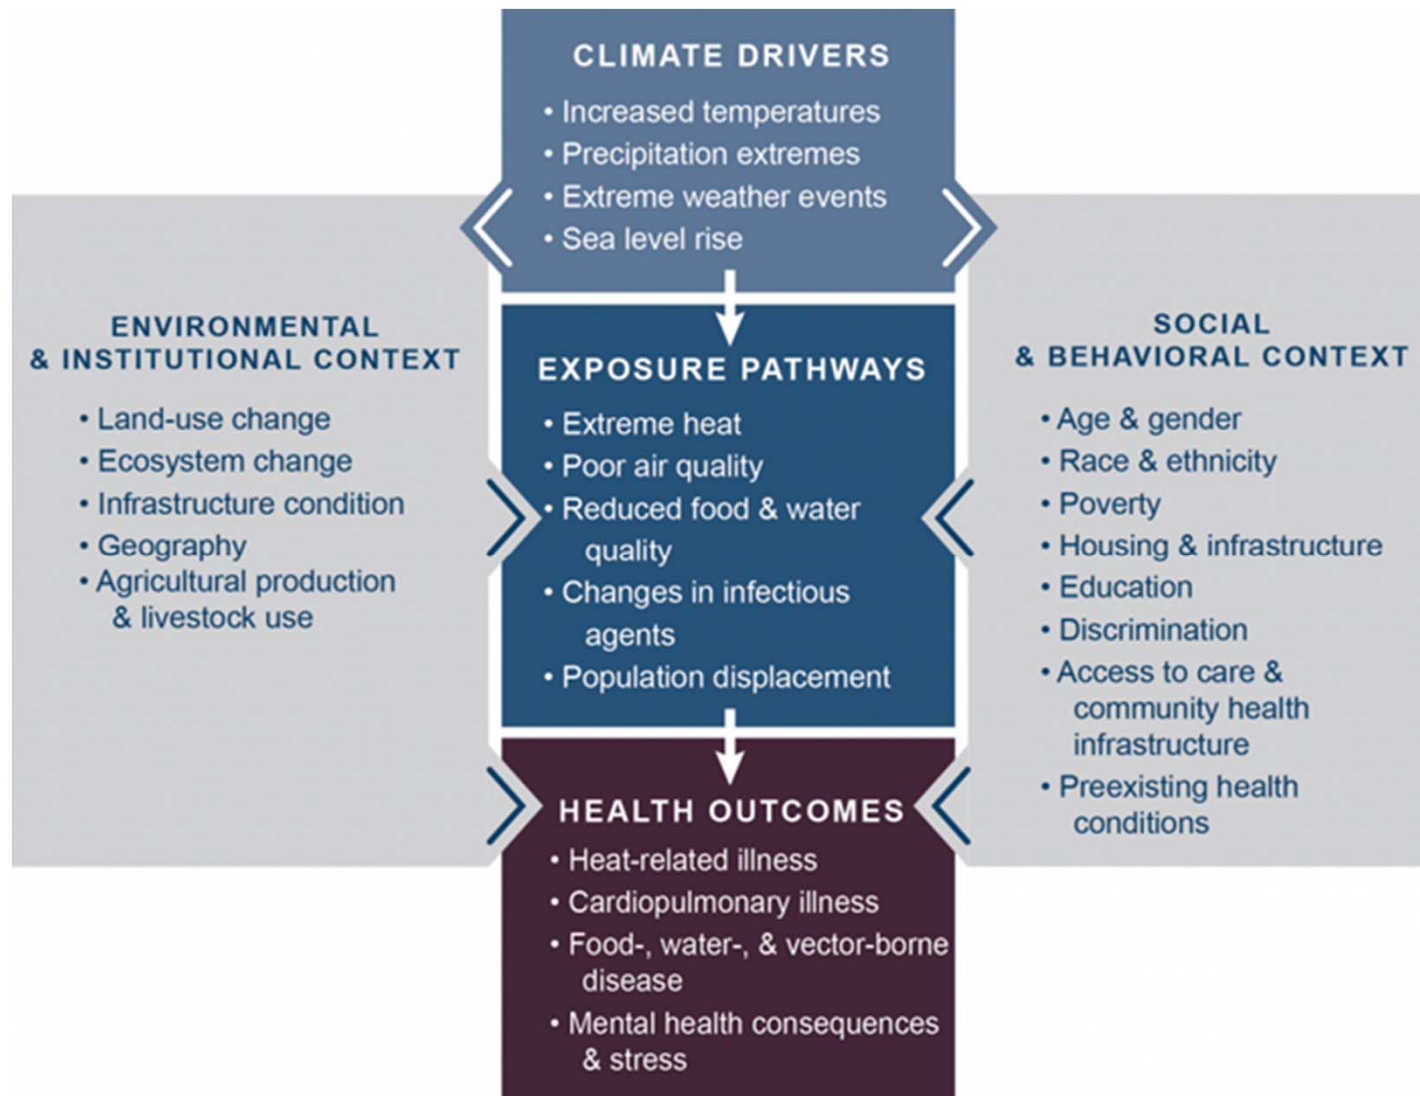 CLIMATE DRIVERS
• Increased temperatures
• Precipitation extremes
• Extreme weather events
• Sea level rise
ENVIRONMENTAL
& INSTITUTIONAL CONTEXT
• Land-use change
• Ecosystem change
• Infrastructure condition
• Geography
• Agricultural production
& livestock use
EXPOSURE PATHWAYS
• Extreme heat
• Poor air quality
• Reduced food & water
quality
• Changes in infectious
agents
• Population displacement
SOCIAL
& BEHAVIORAL CONTEXT
• Age & gender
• Race & ethnicity
• Poverty
• Housing & infrastructure
• Education
• Discrimination
• Access to care &
community health
infrastructure
• Preexisting health
conditions
HEALTH OUTCOMES
• Heat-related illness
• Cardiopulmonary illness
• Food-, water-, & vector-borne
disease
• Mental health consequences
& stress